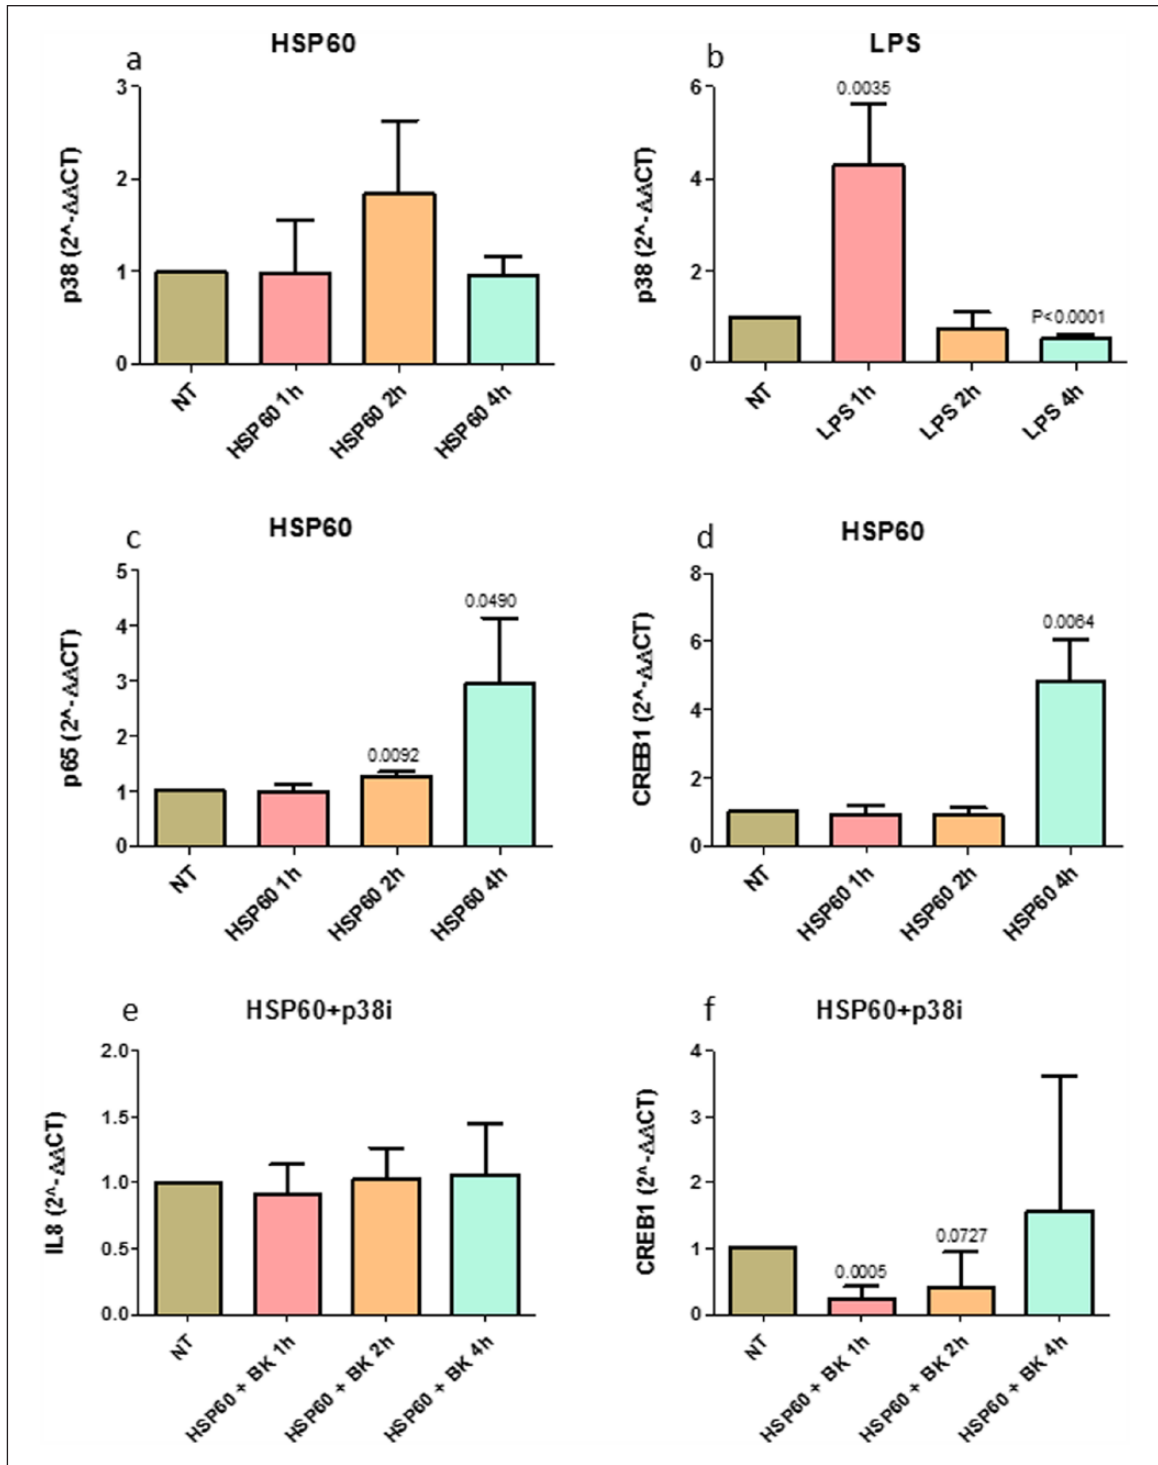 a
HSP60
3
2
1
0
p38 (2^-ΔΔCT)
NT
HSP60 1h
HSP60 2h
HSP60 4h
b
LPS
6
4
2
0
p38 (2^-ΔΔCT)
0.0035
P<0.0001
NT
LPS 1h
LPS 2h
LPS 4h
c
HSP60
5
4
3
2
1
0
p65 (2^-ΔΔCT)
0.0092
0.0490
NT
HSP60 1h
HSP60 2h
HSP60 4h
d
HSP60
8
6
4
2
0
CREB1 (2^-ΔΔCT)
0.0064
NT
HSP60 1h
HSP60 2h
HSP60 4h
e
HSP60+p38i
2.0
1.5
1.0
0.5
0.0
IL8 (2^-ΔΔCT)
NT
HSP60 + BK 1h
HSP60 + BK 2h
HSP60 + BK 4h
f
HSP60+p38i
4
3
2
1
0
CREB1 (2^-ΔΔCT)
0.0005
0.0727
NT
HSP60 + BK 1h
HSP60 + BK 2h
HSP60 + BK 4h